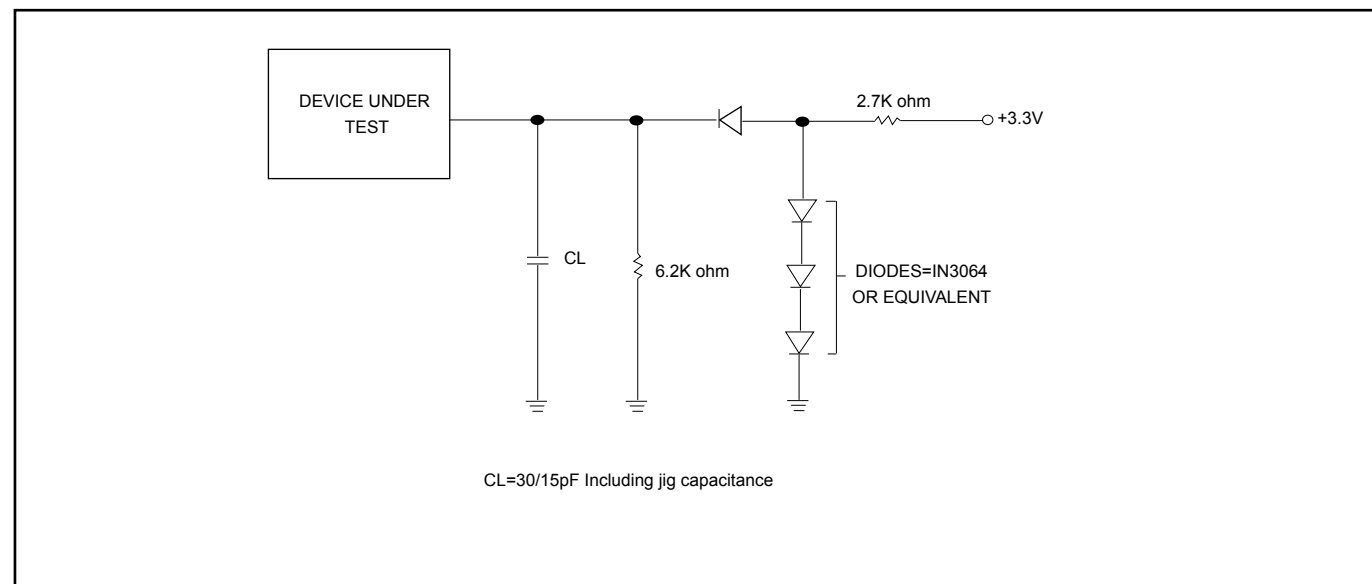 DEVICE UNDER
TEST
2.7K ohm
+3.3V
CL
6.2K ohm
DIODES=IN3064
OR EQUIVALENT
CL=30/15pF Including jig capacitance